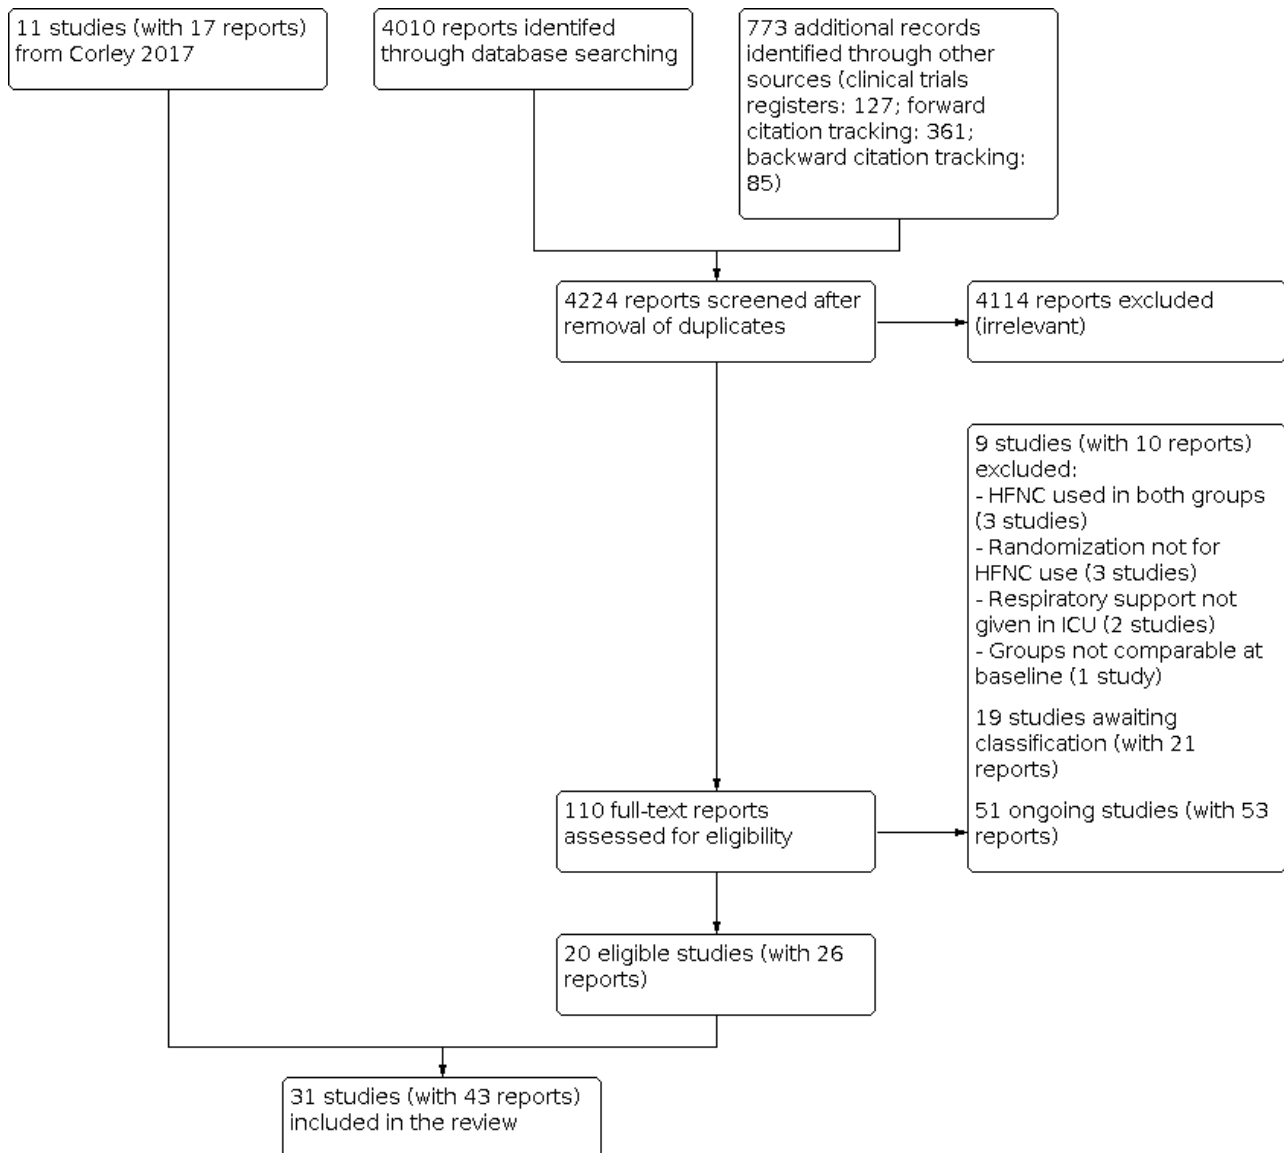 11 studies (with 17 reports)
from Corley 2017
4010 reports identifed
through database searching
773 additional records
identified through other
sources (clinical trials
registers: 127; forward
citation tracking: 361;
backward citation tracking:
85)
4224 reports screened after
removal of duplicates
4114 reports excluded
(irrelevant)
9 studies (with 10 reports)
excluded:
- HFNC used in both groups
(3 studies)
- Randomization not for
HFNC use (3 studies)
- Respiratory support not
given in ICU (2 studies)
- Groups not comparable at
baseline (1 study)
19 studies awaiting
classification (with 21
reports)
51 ongoing studies (with 53
reports)
110 full-text reports
assessed for eligibility
20 eligible studies (with 26
reports)
31 studies (with 43 reports)
included in the review